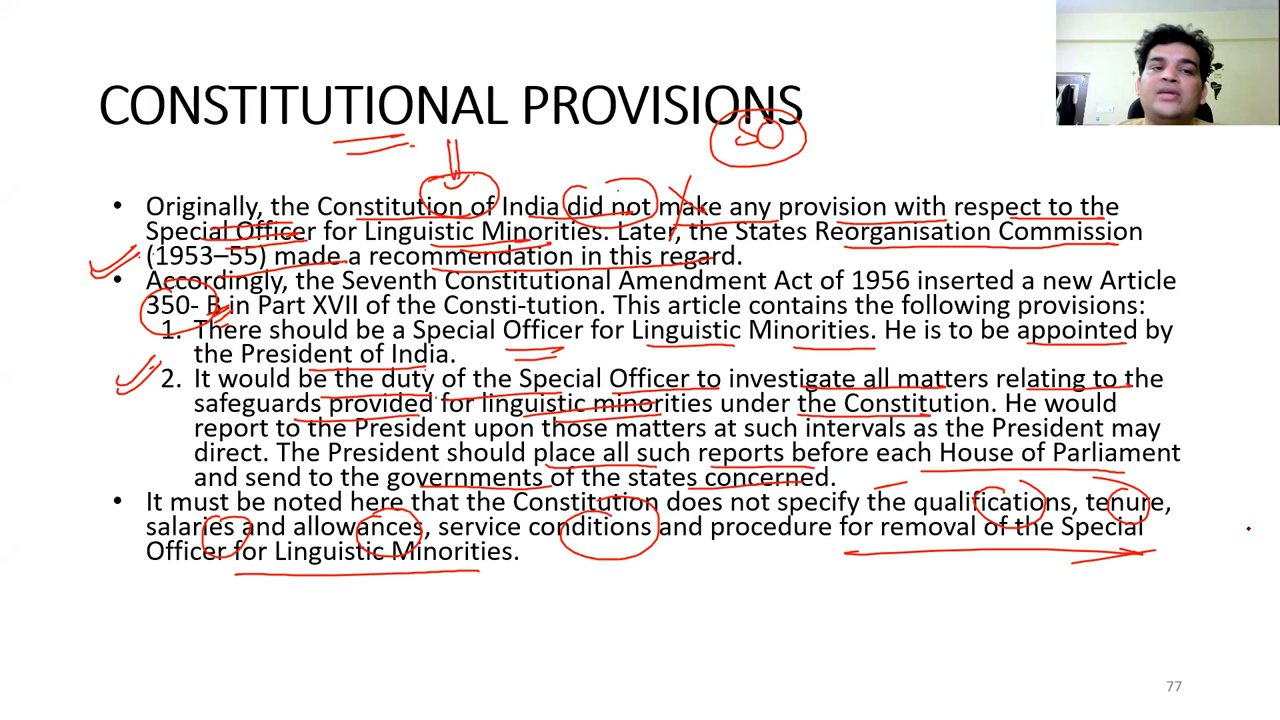 CONSTITUTIONAL PROVISIONS
SO
• Originally, the Constitution of India did not make any provision with respect to the
Special Officer for Linguistic Minorities. Later, the States Reorganisation Commission
(1953–55) made a recommendation in this regard.
• Accordingly, the Seventh Constitutional Amendment Act of 1956 inserted a new Article
350- B in Part XVII of the Consti-tution. This article contains the following provisions:
1. There should be a Special Officer for Linguistic Minorities. He is to be appointed by
the President of India.
2. It would be the duty of the Special Officer to investigate all matters relating to the
safeguards provided for linguistic minorities under the Constitution. He would
report to the President upon those matters at such intervals as the President may
direct. The President should place all such reports before each House of Parliament
and send to the governments of the states concerned.
• It must be noted here that the Constitution does not specify the qualifications, tenure,
salaries and allowances, service conditions and procedure for removal of the Special
Officer for Linguistic Minorities.
77